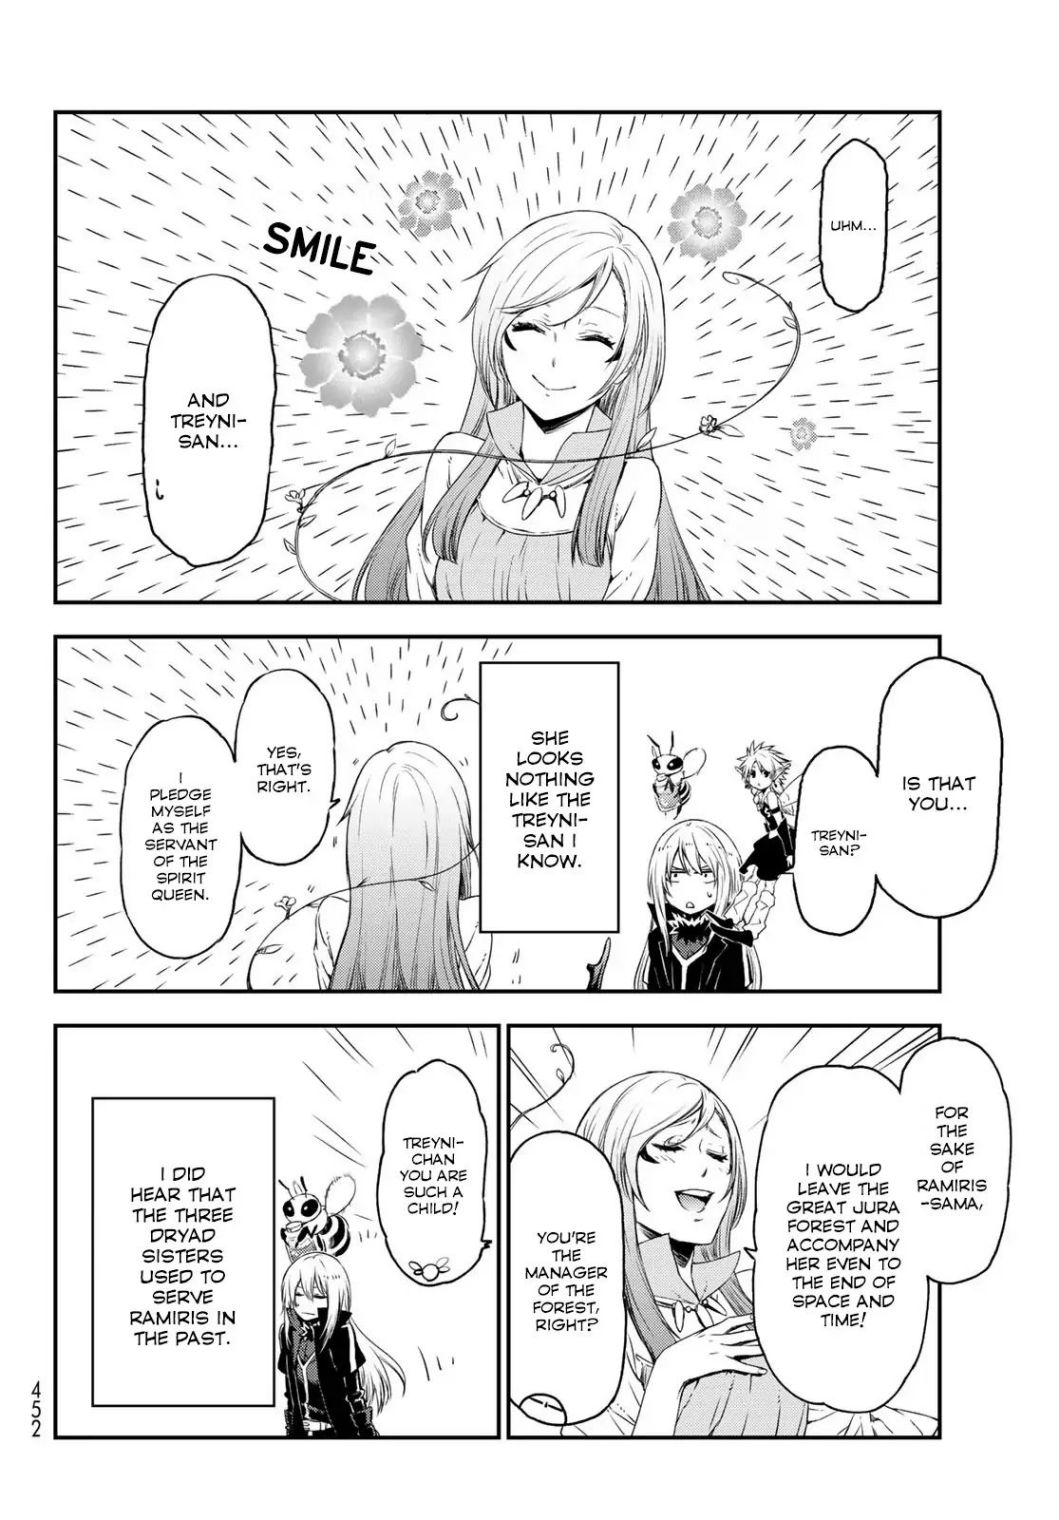 UHM...
SMILE
AND
TREYNI-
SAN...
IS THAT
YOU...
TREYNI-
SAN?
SHE
LOOKS
NOTHING
LIKE THE
TREYNI-
SAN I
KNOW.
YES,
THAT'S
RIGHT.
I
PLEDGE
MYSELF
AS THE
SERVANT
OF THE
SPIRIT
QUEEN.
FOR
THE
SAKE
OF
RAMIRIS
-SAMA,
I WOULD
LEAVE THE
GREAT JURA
FOREST AND
ACCOMPANY
HER EVEN TO
THE END OF
SPACE AND
TIME!
YOU'RE
THE
MANAGER
OF THE
FOREST,
RIGHT?
TREYNI-
CHAN
YOU ARE
SUCH A
CHILD!
I DID
HEAR THAT
THE THREE
DRYAD
SISTERS
USED TO
SERVE
RAMIRIS IN
THE PAST.
452